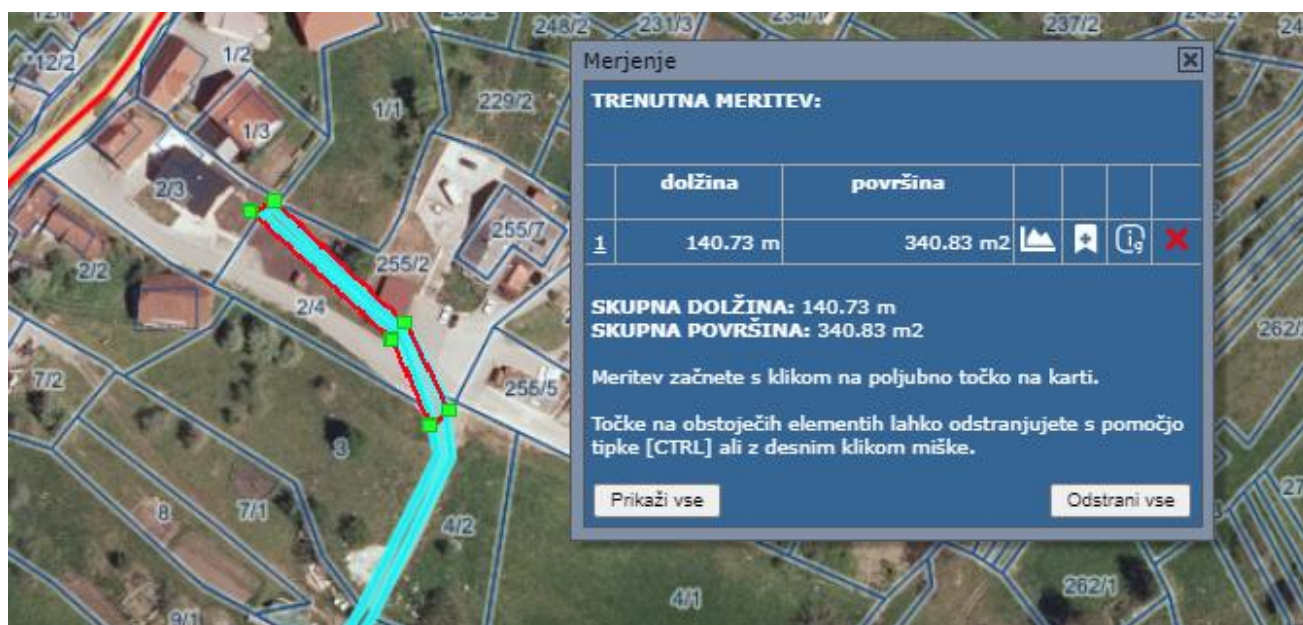 248/2
231/3
237/2
24
*12/2
1/2
1/1
229/2
1/3
2/3
255/7
255/2
2/2
2/4
7/2
255/5
3
8
7/1
4/2
9/1
4/1
262/1
262/
27
Merjenje
TRENUTNA MERITEV:
dolžina površina
1 140.73 m 340.83 m2
SKUPNA DOLŽINA: 140.73 m
SKUPNA POVRŠINA: 340.83 m2
Meritev začnete s klikom na poljubno točko na karti.
Točke na obstoječih elementih lahko odstranjujete s pomočjo
tipke [CTRL] ali z desnim klikom miške.
Prikaži vse Odstrani vse